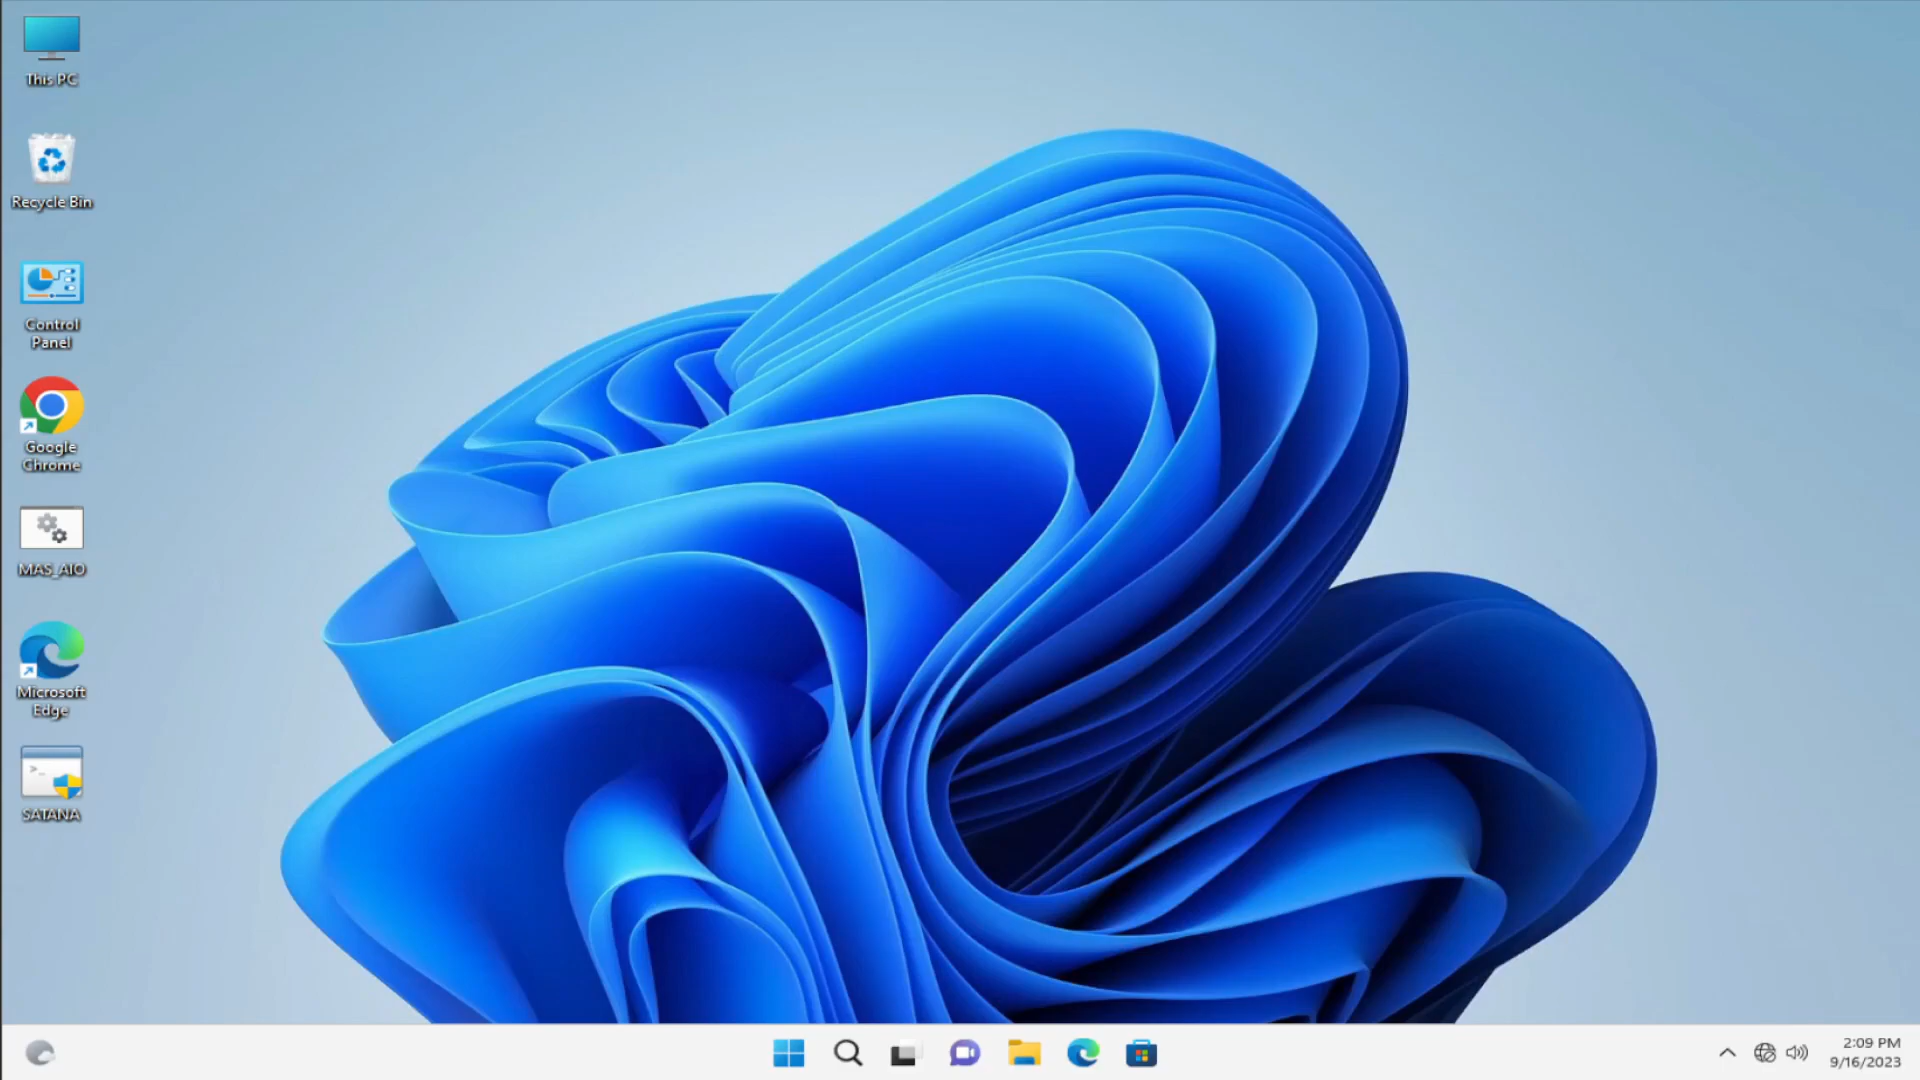 This PC
Recycle Bin
Control
Panel
Google
Chrome
MAS_AIO
Microsoft
Edge
SATANA
2:09 PM
9/16/2023